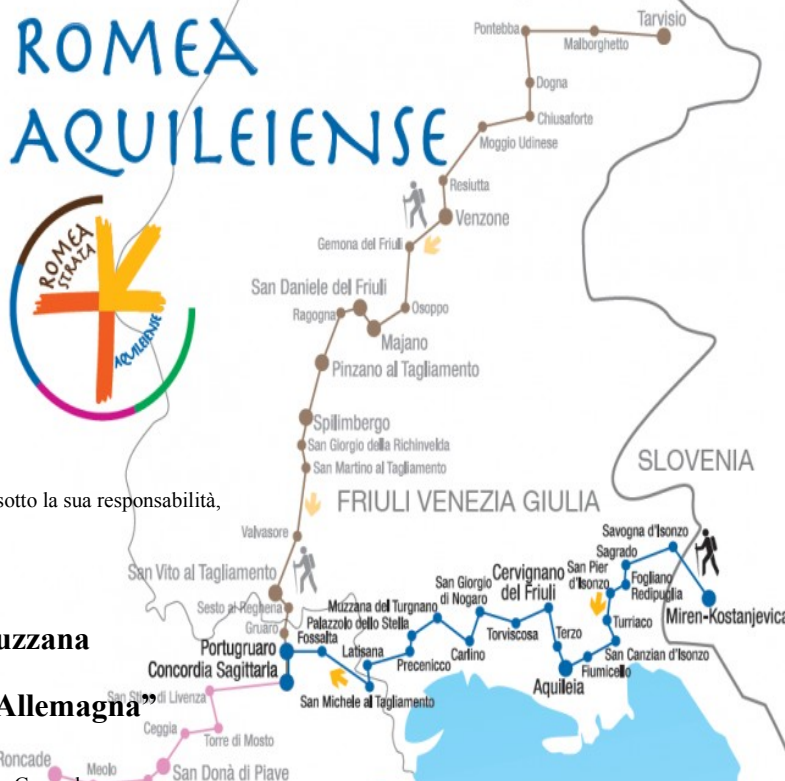 ROMEA
AQUILEIENSE
ROMEA
STRATA
AQUILEIENSE
Tarvisio
Pontebba
Malborghetto
Dogna
Chiusaforte
Moggio Udinese
Resiutta
Venzone
Gemona del Friuli
San Daniele del Friuli
Ragogna
Osoppo
Majano
Pinzano al Tagliamento
Spilimbergo
San Giorgio della Richinvelda
San Martino al Tagliamento
SLOVENIA
sotto la sua responsabilità,
FRIULI VENEZIA GIULIA
Valvasore
San Vito al Tagliamento
Sesto al Reghena
Gruaro
Savogna d'Isonzo
Sagrado
San Pier
d'Isonzo
Fogliano
Redipuglia
Miren-Kostanjevica
Turriaco
San Canzian d'Isonzo
Fiumicello
Aquileia
Terzo
Cervignano
del Friuli
Torviscosa
San Giorgio
di Nogaro
Carlino
Muzzana del Turgnano
Palazzolo dello Stella
Precenicco
Latisana
San Michele al Tagliamento
Fossalta
Portugruaro
Concordia Sagittaria
uzzana
Allemagna”
San Stino di Livenza
Ceggia
Torre di Mosto
San Donà di Piave
Meolo
Roncade